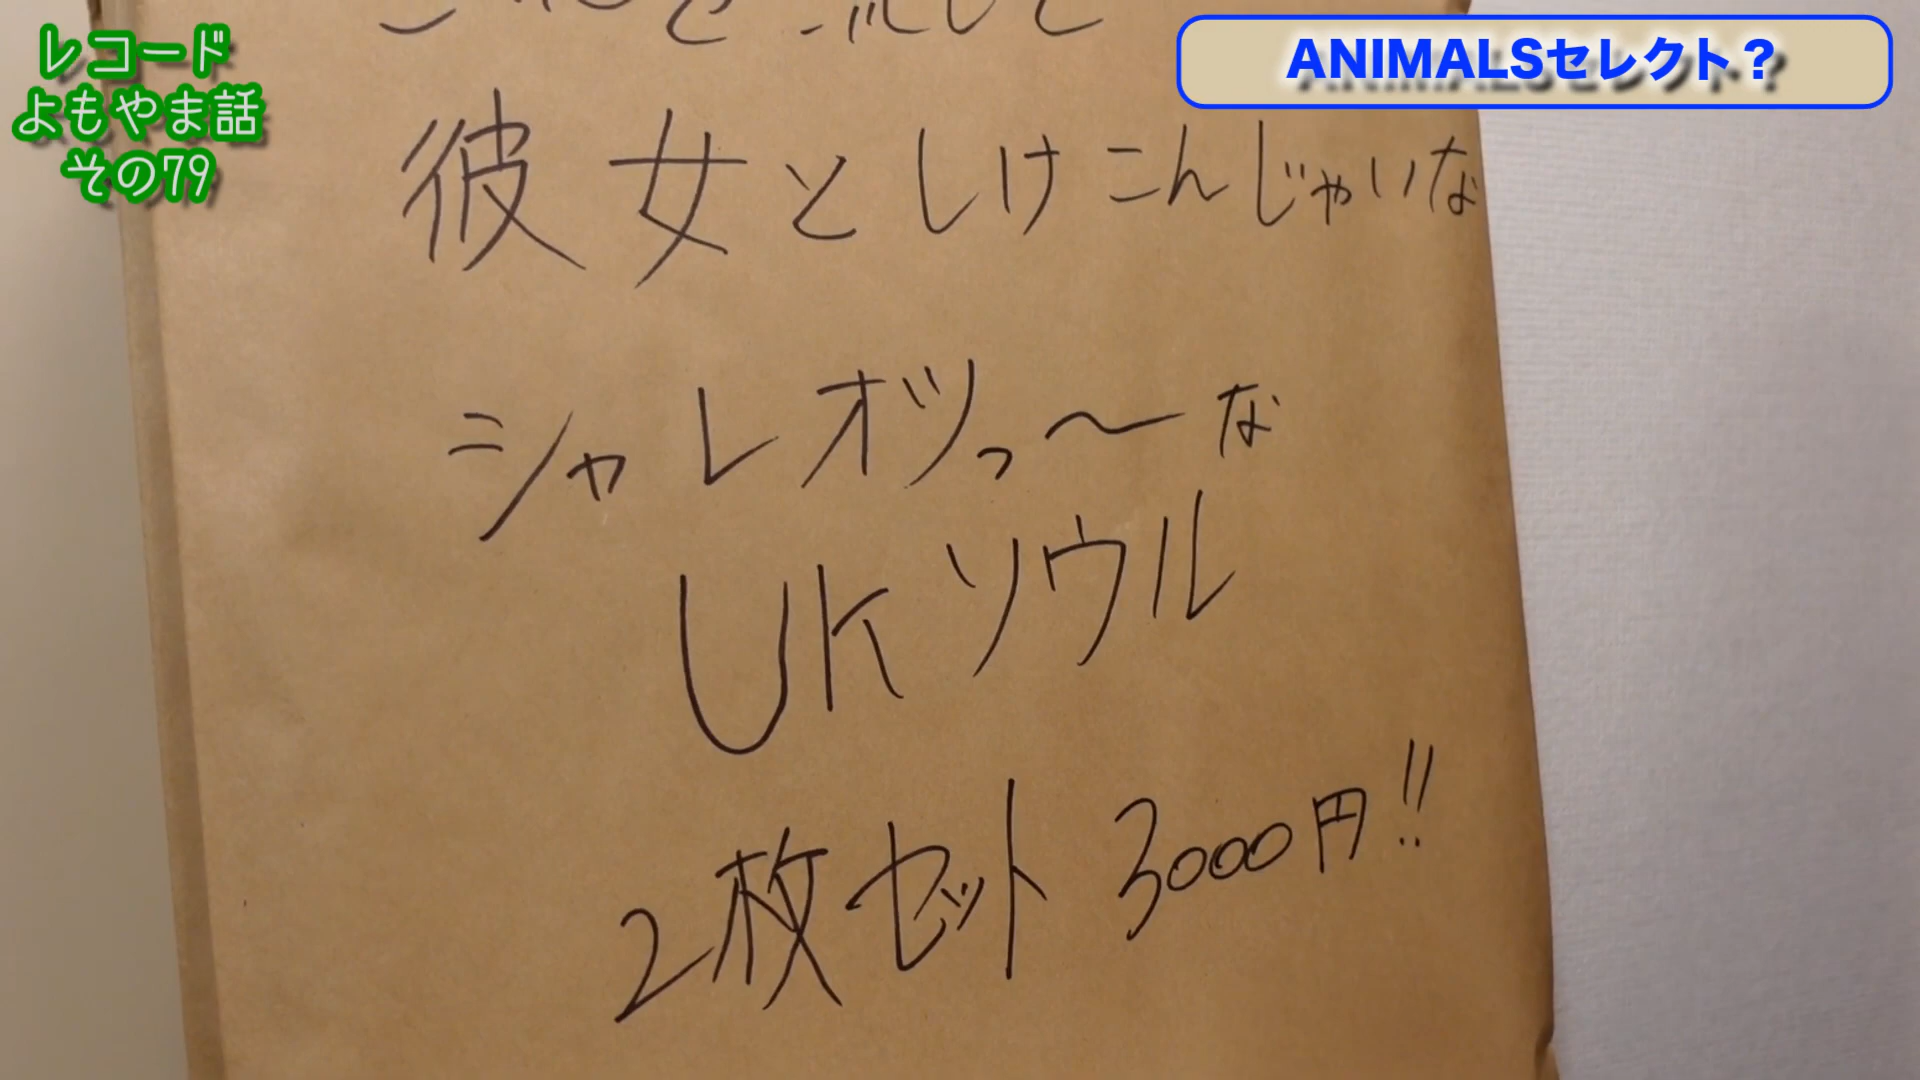 レコード
よもやま話
その79
ANIMALSセレクト？
彼女としけこんじゃいな
シャレオツっ〜な
UKソウル
2枚セット 3000円!!